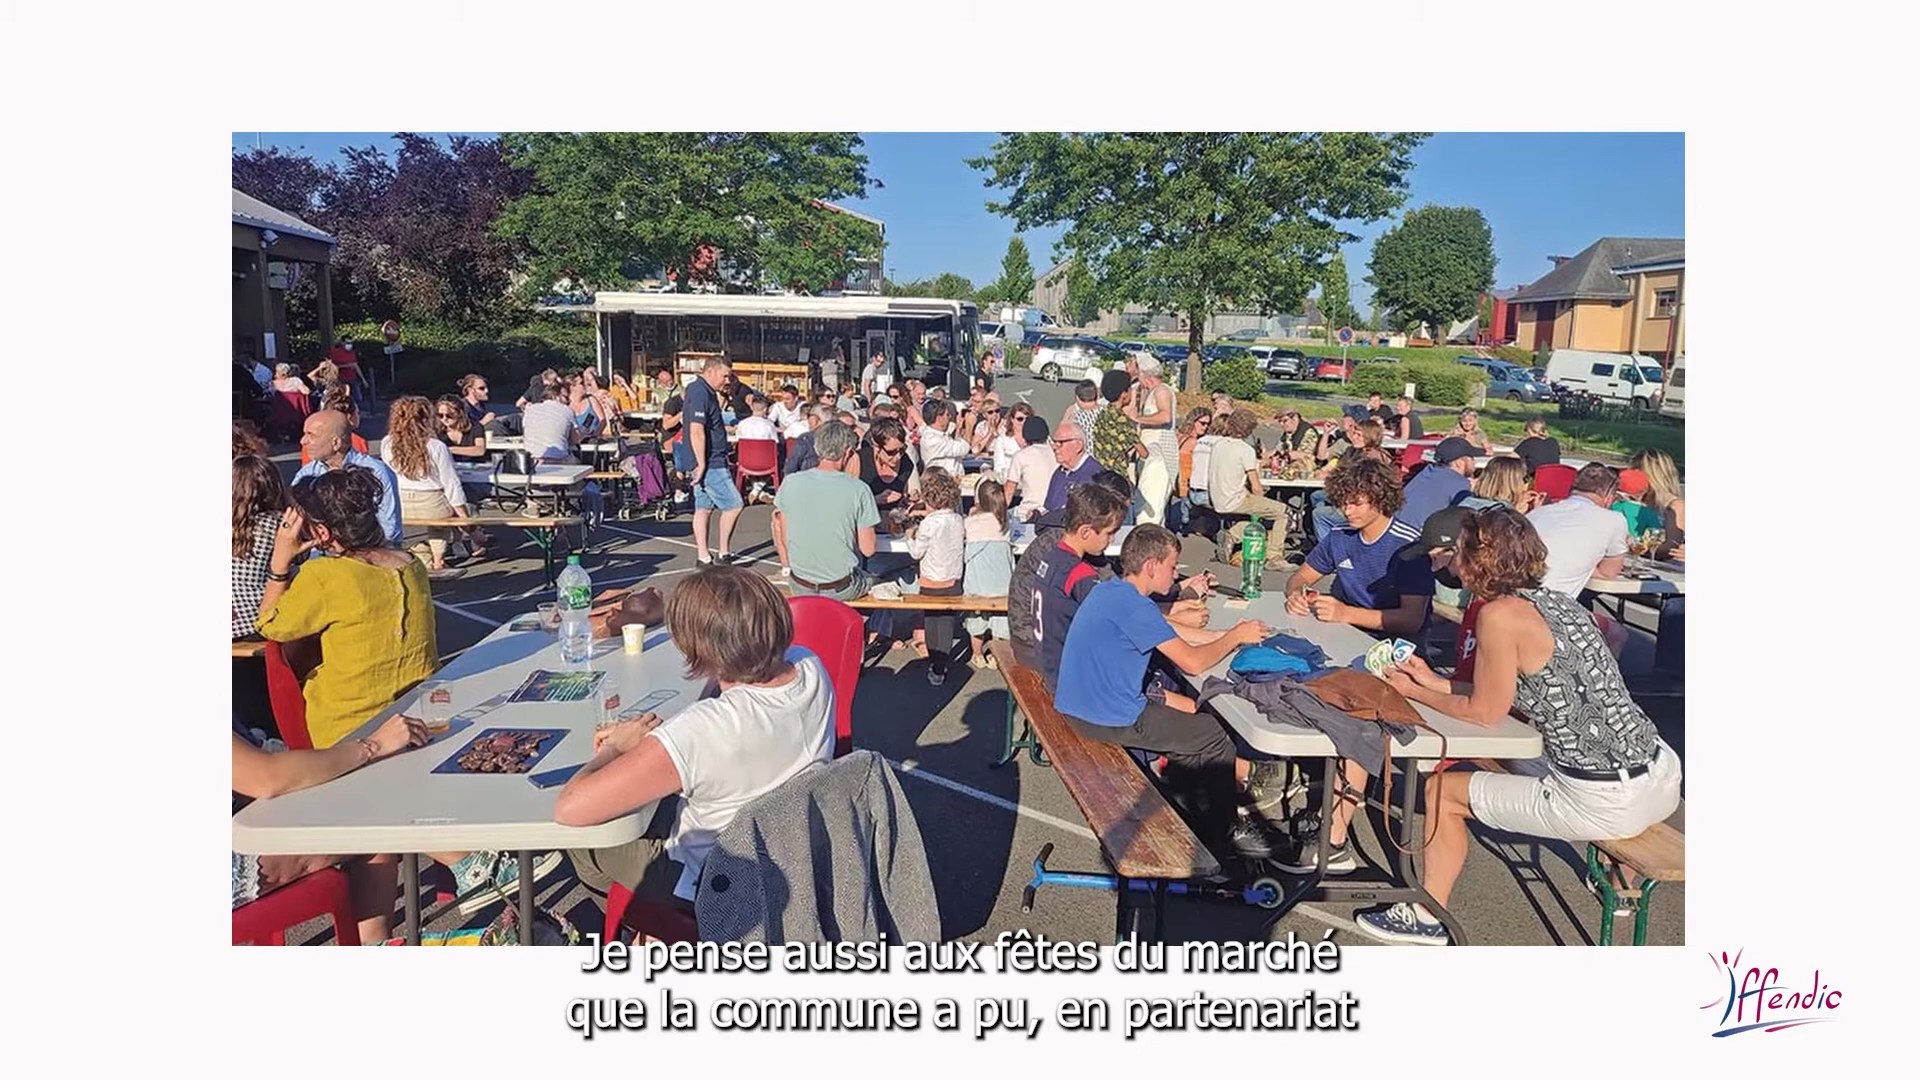 Je pense aussi aux fêtes du marché
que la commune a pu, en partenariat
Iffendic